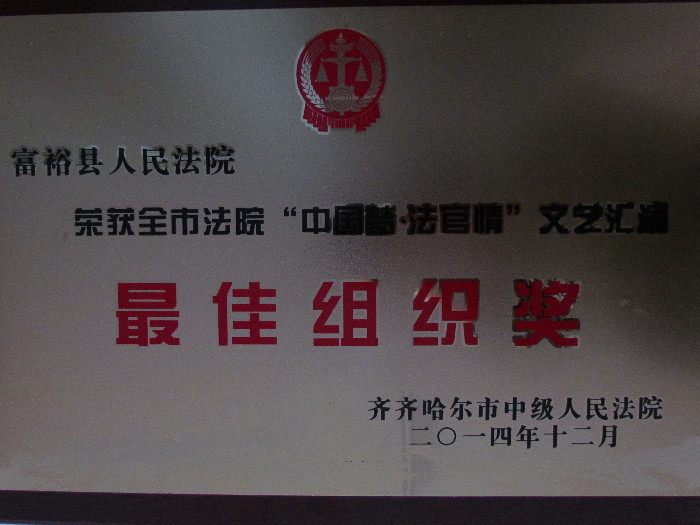 富裕县人民法院
荣获全市法院“中国梦·法官情”文艺汇演
最佳组织奖
齐齐哈尔市中级人民法院
二〇一四年十二月